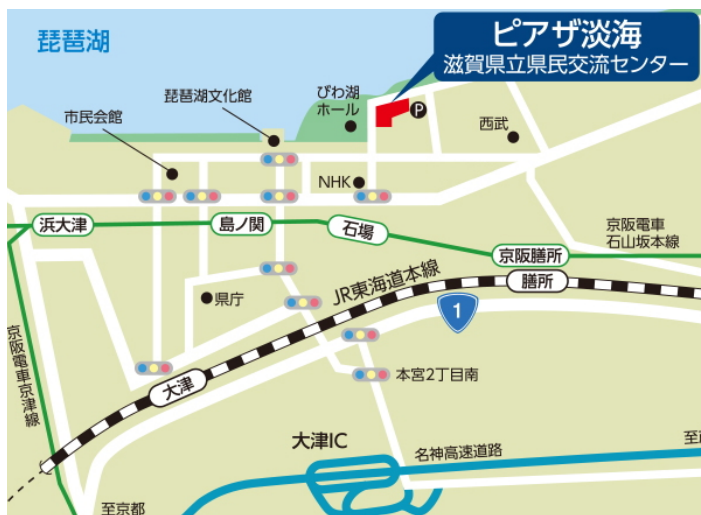 琵琶湖
ピアザ淡海
滋賀県立県民交流センター
びわ湖
ホール
琵琶湖文化館
市民会館
P
西武
NHK
浜大津
島ノ関
石場
京阪膳所
京阪電車
石山坂本線
県庁
JR東海道本線
膳所
1
京阪電車京津線
大津
本宮2丁目南
大津IC
名神高速道路
至京都